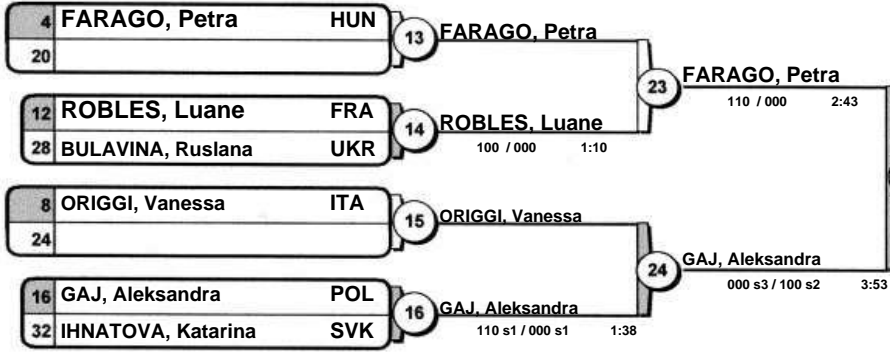 4 FARAGO, Petra HUN
20
13 FARAGO, Petra
12 ROBLES, Luane FRA
28 BULAVINA, Ruslana UKR
14 ROBLES, Luane
100 / 000 1:10
23 FARAGO, Petra
110 / 000 2:43
8 ORIGGI, Vanessa ITA
24
15 ORIGGI, Vanessa
16 GAJ, Aleksandra POL
32 IHNATOVA, Katarina SVK
16 GAJ, Aleksandra
110 s1 / 000 s1 1:38
24 GAJ, Aleksandra
000 s3 / 100 s2 3:53